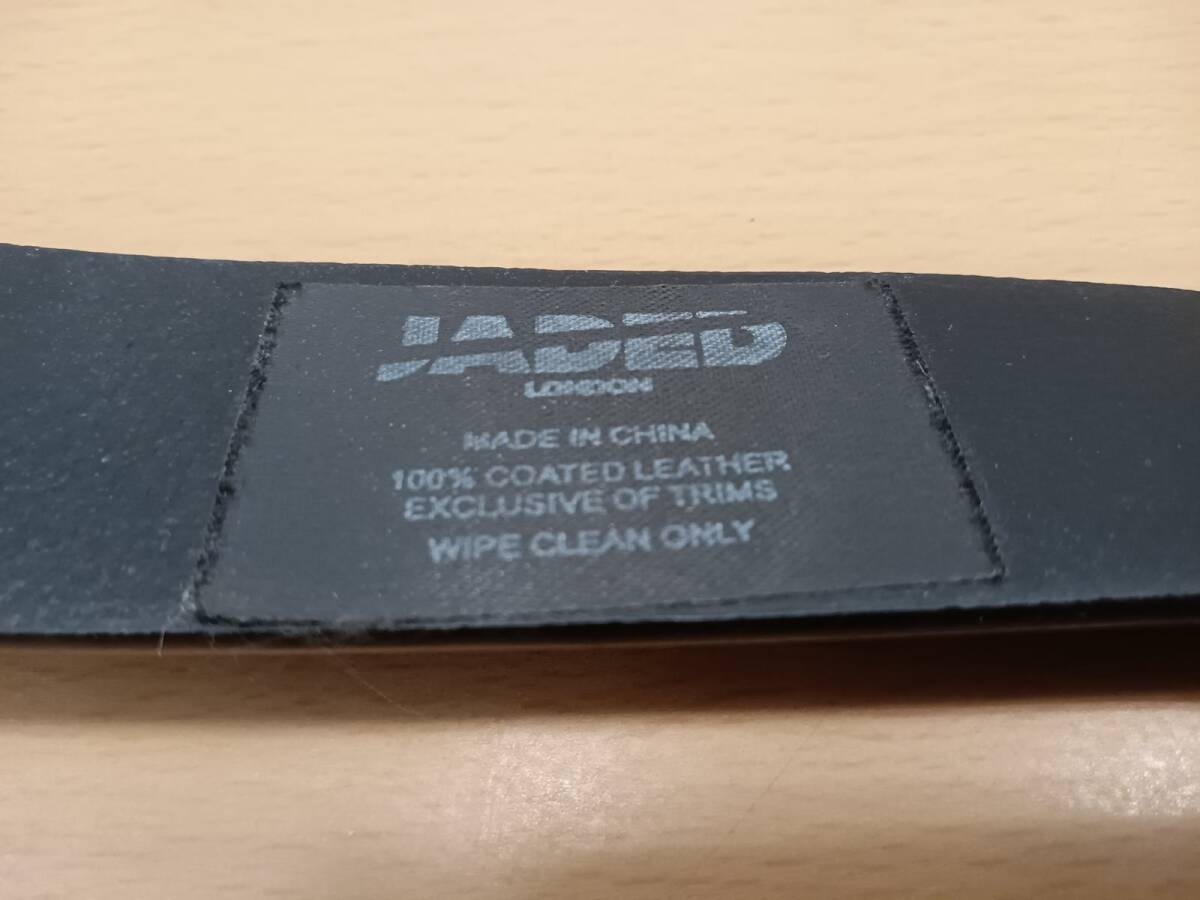 JADED
LONDON
MADE IN CHINA
100% COATED LEATHER
EXCLUSIVE OF TRIMS
WIPE CLEAN ONLY